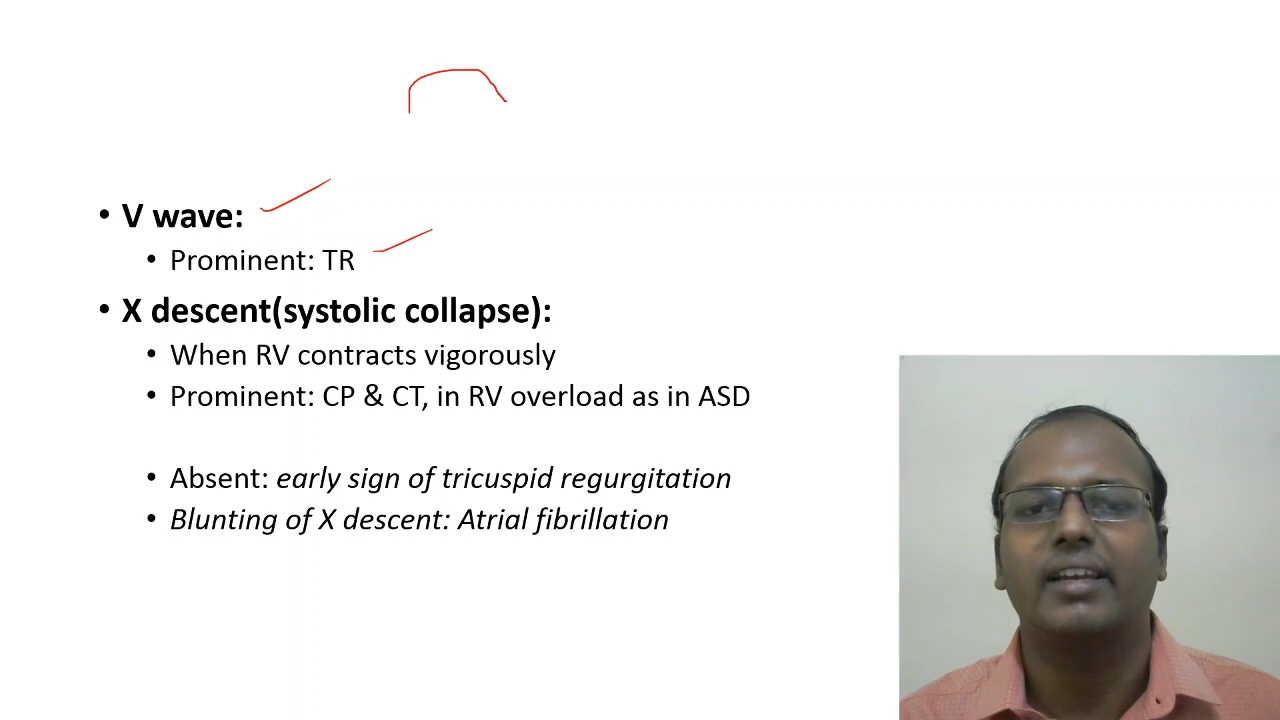 • V wave:
• Prominent: TR
• X descent(systolic collapse):
• When RV contracts vigorously
• Prominent: CP & CT, in RV overload as in ASD
• Absent: early sign of tricuspid regurgitation
• Blunting of X descent: Atrial fibrillation